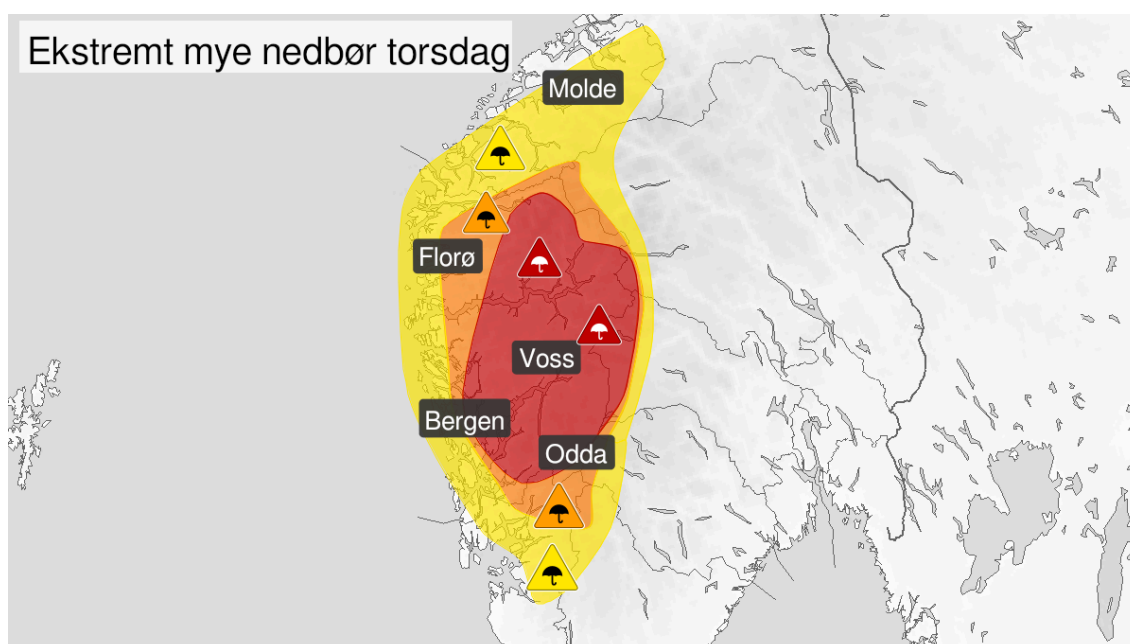 Ekstremt mye nedbør torsdag
Molde
Florø
Voss
Bergen
Odda